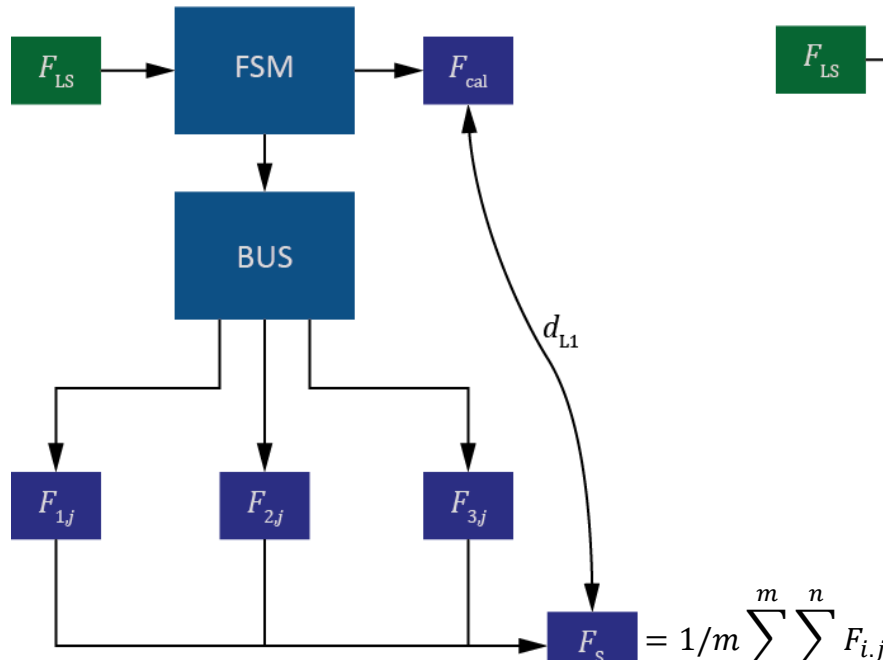 F_LS FSM F_cal F_LS
BUS
d_L1
F_1,j F_2,j F_3,j
F_S = 1/m ∑^m ∑^n F_i.j